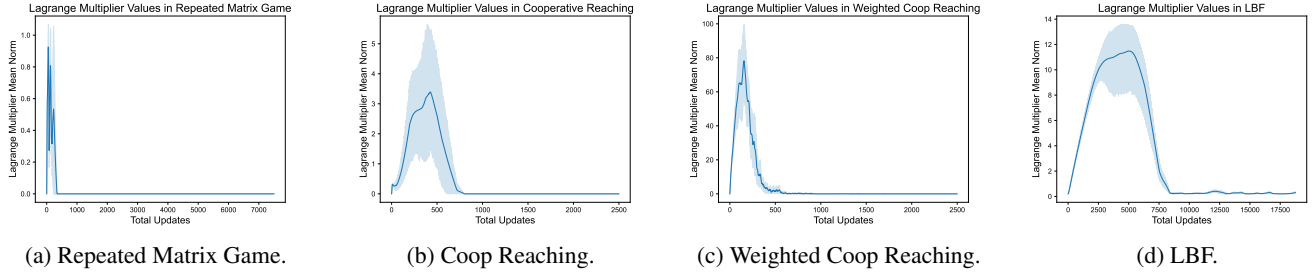 Lagrange Multiplier Values in Repeated Matrix Game
Lagrange Multiplier Mean Norm
1.0
0.8
0.6
0.4
0.2
0.0
0 1000 2000 3000 4000 5000 6000 7000
Total Updates
(a) Repeated Matrix Game.
Lagrange Multiplier Values in Cooperative Reaching
Lagrange Multiplier Mean Norm
5
4
3
2
1
0
0 500 1000 1500 2000 2500
Total Updates
(b) Coop Reaching.
Lagrange Multiplier Values in Weighted Coop Reaching
Lagrange Multiplier Mean Norm
100
80
60
40
20
0
0 500 1000 1500 2000 2500
Total Updates
(c) Weighted Coop Reaching.
Lagrange Multiplier Values in LBF
Lagrange Multiplier Mean Norm
14
12
10
8
6
4
2
0
0 2500 5000 7500 10000 12500 15000 17500
Total Updates
(d) LBF.